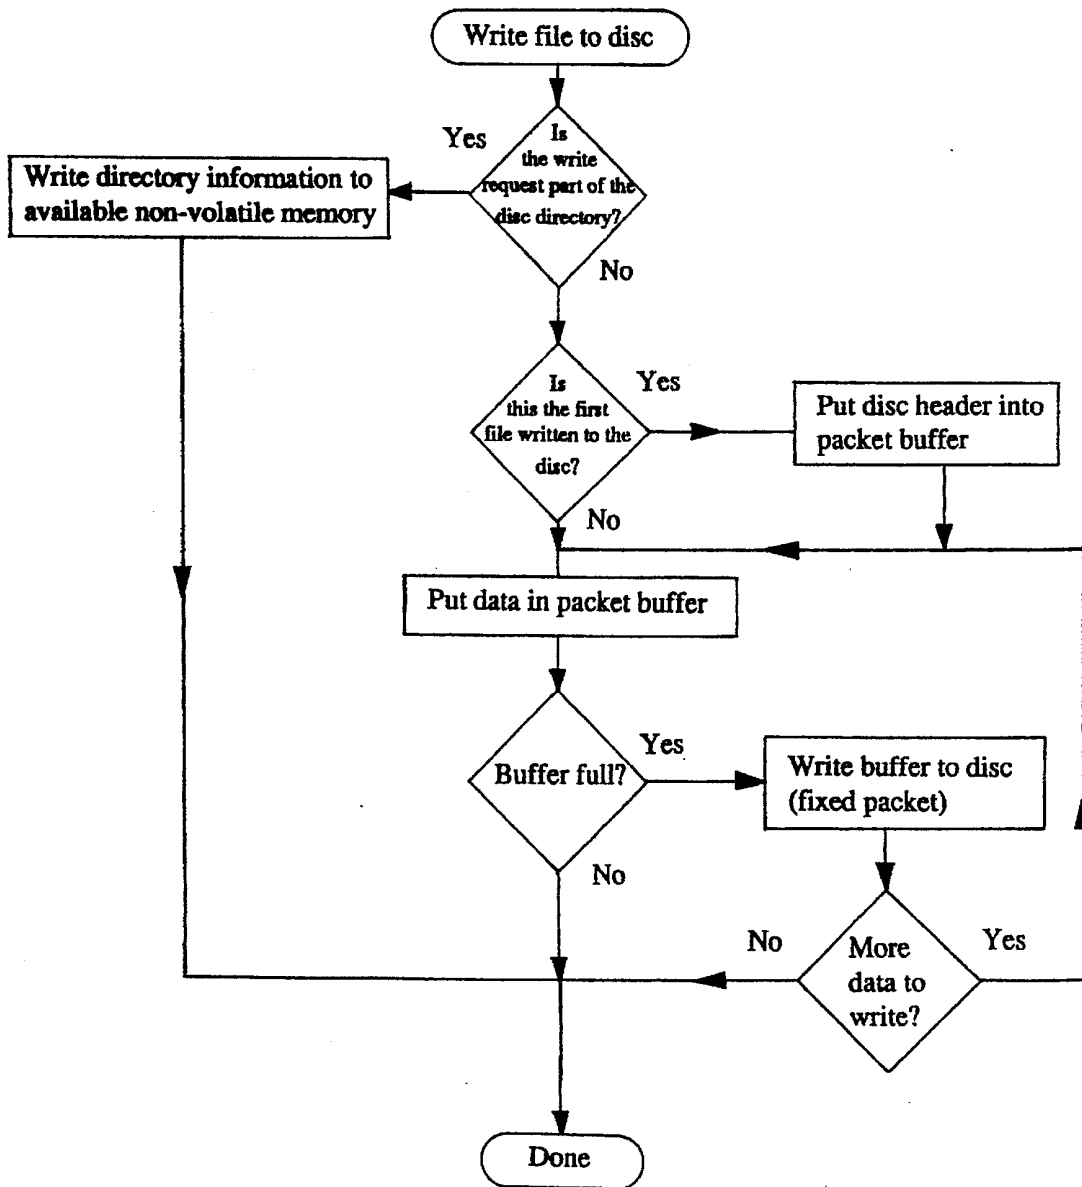 Write file to disc
Yes
Is
the write
request part of the
disc directory?
Write directory information to
available non-volatile memory
No
Is
this the first
file written to the
disc?
Yes
Put disc header into
packet buffer
No
Put data in packet buffer
Buffer full?
Yes
Write buffer to disc
(fixed packet)
No
No
More
data to
write?
Yes
Done